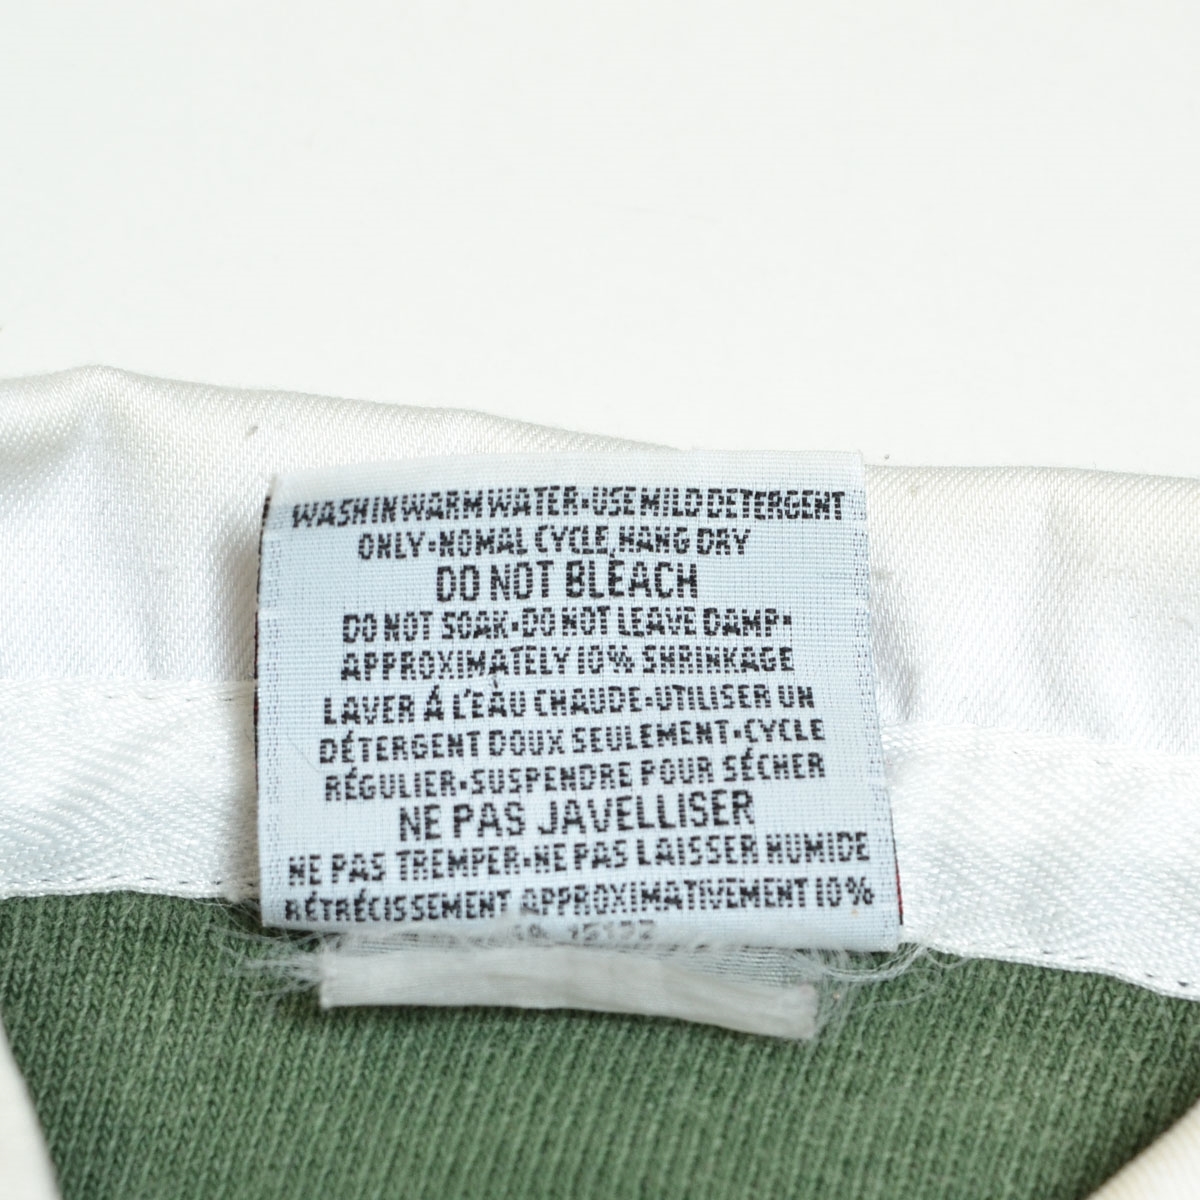 WASH IN WARM WATER•USE MILD DETERGENT
ONLY•NOMAL CYCLE, HANG DRY
DO NOT BLEACH
DO NOT SOAK•DO NOT LEAVE DAMP•
APPROXIMATELY 10% SHRINKAGE
LAVER Á L'EAU CHAUDE•UTILISER UN
DÉTERGENT DOUX SEULEMENT•CYCLE
RÉGULIER•SUSPENDRE POUR SÉCHER
NE PAS JAVELLISER
NE PAS TREMPER•NE PAS LAISSER HUMIDE
RÉTRÉCISSEMENT APPROXIMATIVEMENT 10%